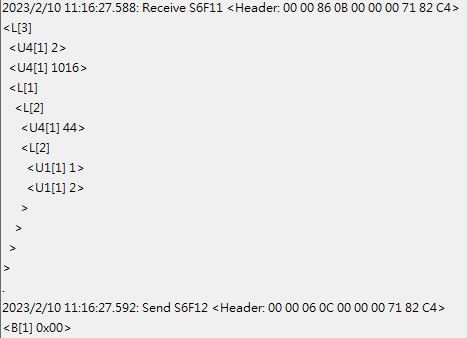 2023/2/10 11:16:27.588: Receive S6F11 <Header: 00 00 86 0B 00 00 00 71 82 C4>
<L[3]
<U4[1] 2>
<U4[1] 1016>
<L[1]
<L[2]
<U4[1] 44>
<L[2]
<U1[1] 1>
<U1[1] 2>
>
>
>
>
.
2023/2/10 11:16:27.592: Send S6F12 <Header: 00 00 06 0C 00 00 00 71 82 C4>
<B[1] 0x00>